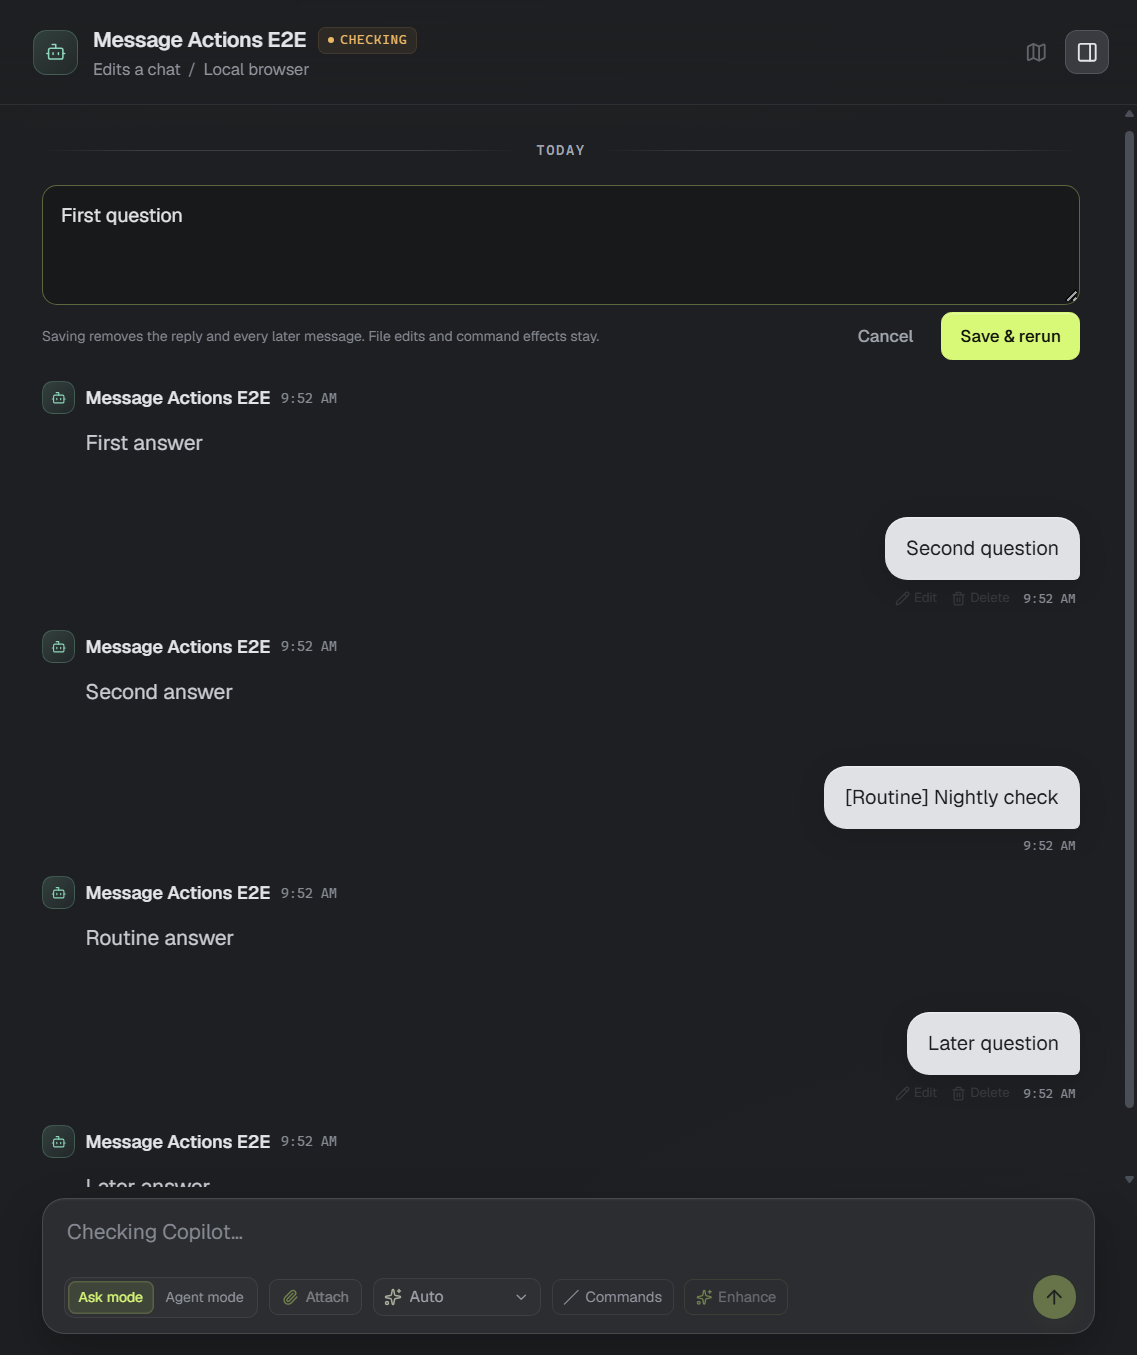 Message Actions E2E
CHECKING
Edits a chat / Local browser
TODAY
First question
Saving removes the reply and every later message. File edits and command effects stay.
Cancel
Save & rerun
Message Actions E2E 9:52 AM
First answer
Second question
Edit Delete 9:52 AM
Message Actions E2E 9:52 AM
Second answer
[Routine] Nightly check
9:52 AM
Message Actions E2E 9:52 AM
Routine answer
Later question
Edit Delete 9:52 AM
Message Actions E2E 9:52 AM
Later answer
Checking Copilot...
Ask mode Agent mode Attach Auto Commands Enhance